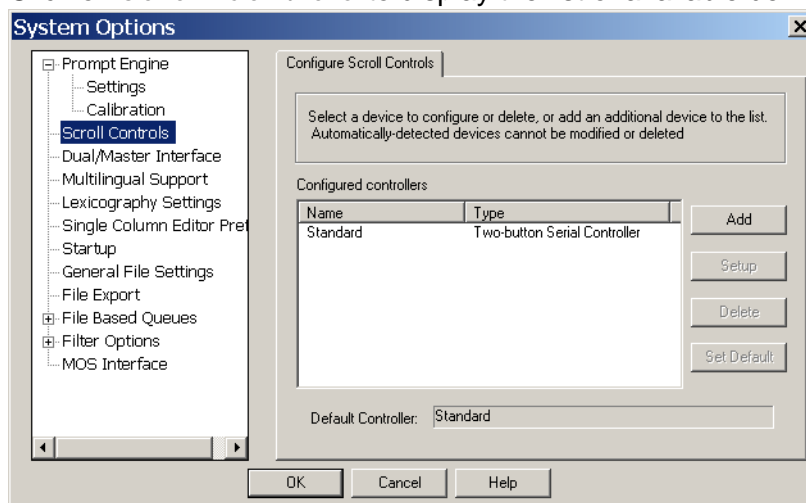 System Options
Prompt Engine
Settings
Calibration
Scroll Controls
Dual/Master Interface
Multilingual Support
Lexicography Settings
Single Column Editor Pref
Startup
General File Settings
File Export
File Based Queues
Filter Options
MOS Interface
Configure Scroll Controls
Select a device to configure or delete, or add an additional device to the list.
Automatically-detected devices cannot be modified or deleted
Configured controllers
Name Type
Standard Two-button Serial Controller
Add
Setup
Delete
Set Default
Default Controller: Standard
OK Cancel Help